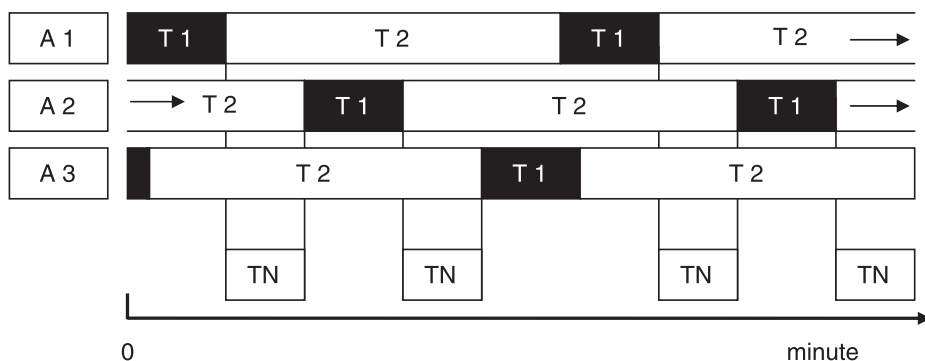 A 1 T 1 T 2 T 1 T 2
A 2 T 2 T 1 T 2 T 1
A 3 T 2 T 1 T 2
TN TN TN TN
0 minute